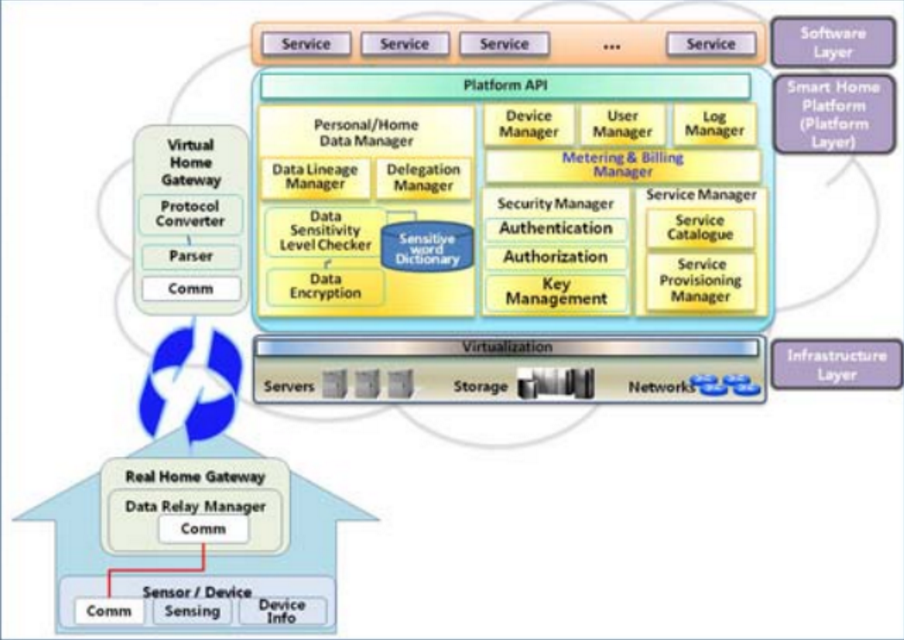 Service
Service
Service
...
Service
Software
Layer
Platform API
Smart Home
Platform
(Platform
Layer)
Personal/Home
Data Manager
Device
Manager
User
Manager
Log
Manager
Metering & Billing
Manager
Data Lineage
Manager
Delegation
Manager
Data
Sensitivity
Level Checker
Sensitive
word
Dictionary
Data
Encryption
Security Manager
Authentication
Authorization
Key
Management
Service Manager
Service
Catalogue
Service
Provisioning
Manager
Virtual
Home
Gateway
Protocol
Converter
Parser
Comm
Virtualization
Servers
Storage
Networks
Infrastructure
Layer
Real Home Gateway
Data Relay Manager
Comm
Sensor / Device
Comm
Sensing
Device
Info